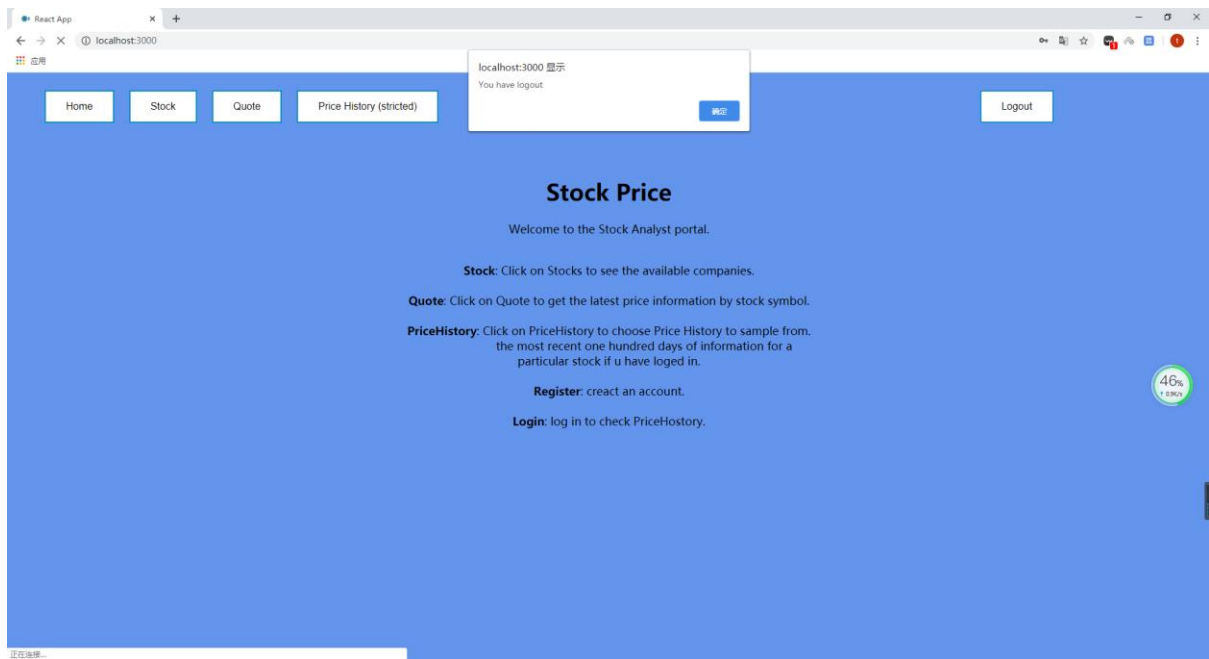 React App
localhost:3000
应用
localhost:3000 显示
You have logout
确定
Home
Stock
Quote
Price History (stricted)
Logout
Stock Price
Welcome to the Stock Analyst portal.
Stock: Click on Stocks to see the available companies.
Quote: Click on Quote to get the latest price information by stock symbol.
PriceHistory: Click on PriceHistory to choose Price History to sample from.
the most recent one hundred days of information for a
particular stock if u have loged in.
Register: creact an account.
Login: log in to check PriceHostory.
46%
正在连接...